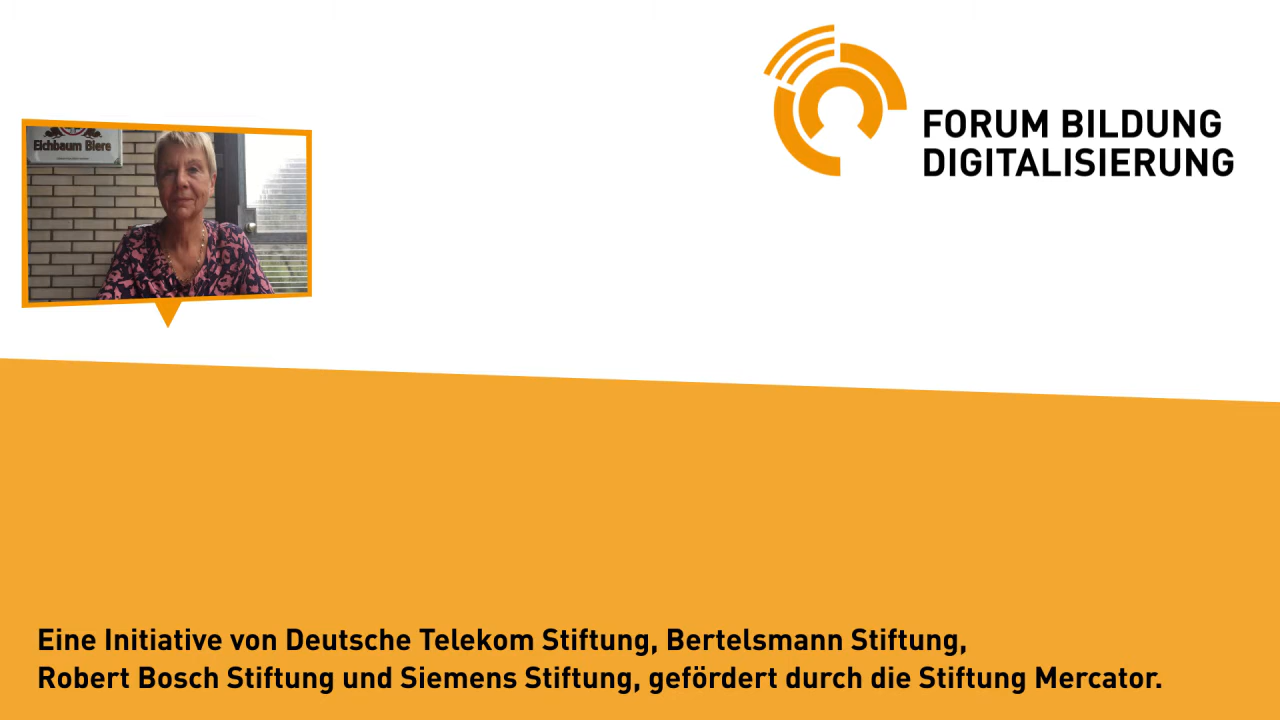 Eichbaum Biere
FORUM BILDUNG
DIGITALISIERUNG
Eine Initiative von Deutsche Telekom Stiftung, Bertelsmann Stiftung,
Robert Bosch Stiftung und Siemens Stiftung, gefördert durch die Stiftung Mercator.